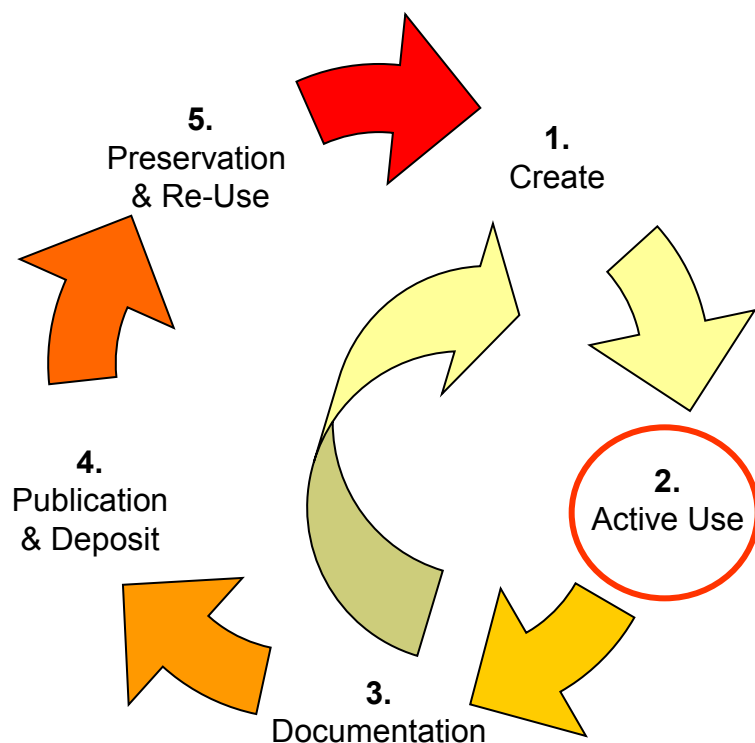 1.
Create
2.
Active Use
3.
Documentation
4.
Publication
& Deposit
5.
Preservation
& Re-Use